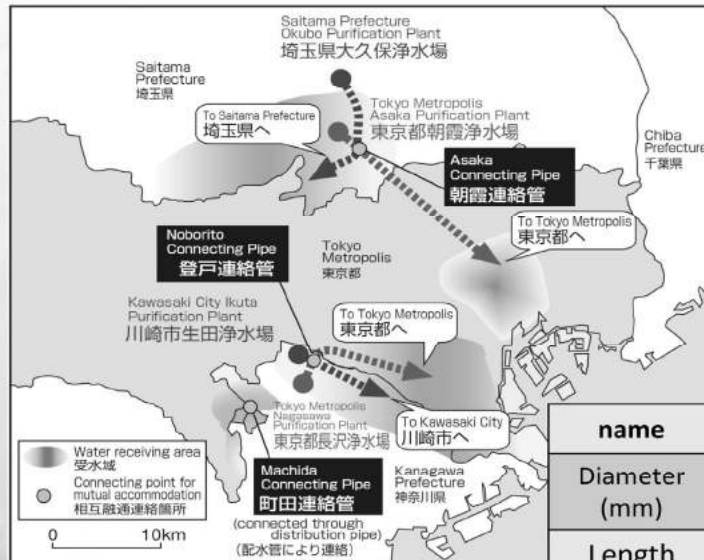 Saitama Prefecture
Okubo Purification Plant
埼玉県大久保浄水場
Saitama
Prefecture
埼玉県
To Saitama Prefecture
埼玉県へ
Tokyo Metropolis
Asaka Purification Plant
東京都朝霞浄水場
Chiba
Prefecture
千葉県
Asaka
Connecting Pipe
朝霞連絡管
Noborito
Connecting Pipe
登戸連絡管
Tokyo
Metropolis
東京都
To Tokyo Metropolis
東京都へ
Kawasaki City Ikuta
Purification Plant
川崎市生田浄水場
To Tokyo Metropolis
東京都へ
Tokyo Metropolis
Nagasawa
Purification Plant
東京都長沢浄水場
To Kawasaki City
川崎市へ
Water receiving area
受水域
Connecting point for
mutual accommodation
相互融通連絡箇所
0 10km
Machida
Connecting Pipe
町田連絡管
(connected through
distribution pipe)
(配水管により連絡)
Kanagawa
Prefecture
神奈川県
name
Diameter
(mm)
Length